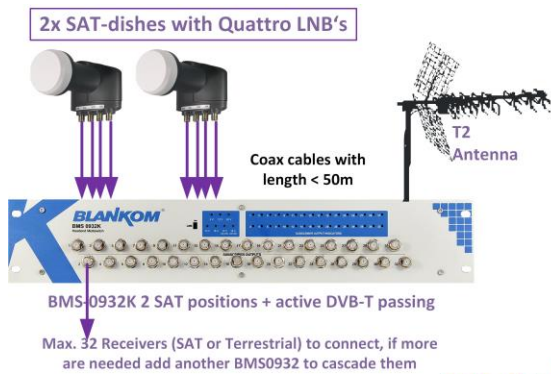 2x SAT-dishes with Quattro LNB's
T2
Antenna
Coax cables with
length < 50m
BLANKOM
BMS 0932K
BMS-0932K 2 SAT positions + active DVB-T passing
Max. 32 Receivers (SAT or Terrestrial) to connect, if more
are needed add another BMS0932 to cascade them